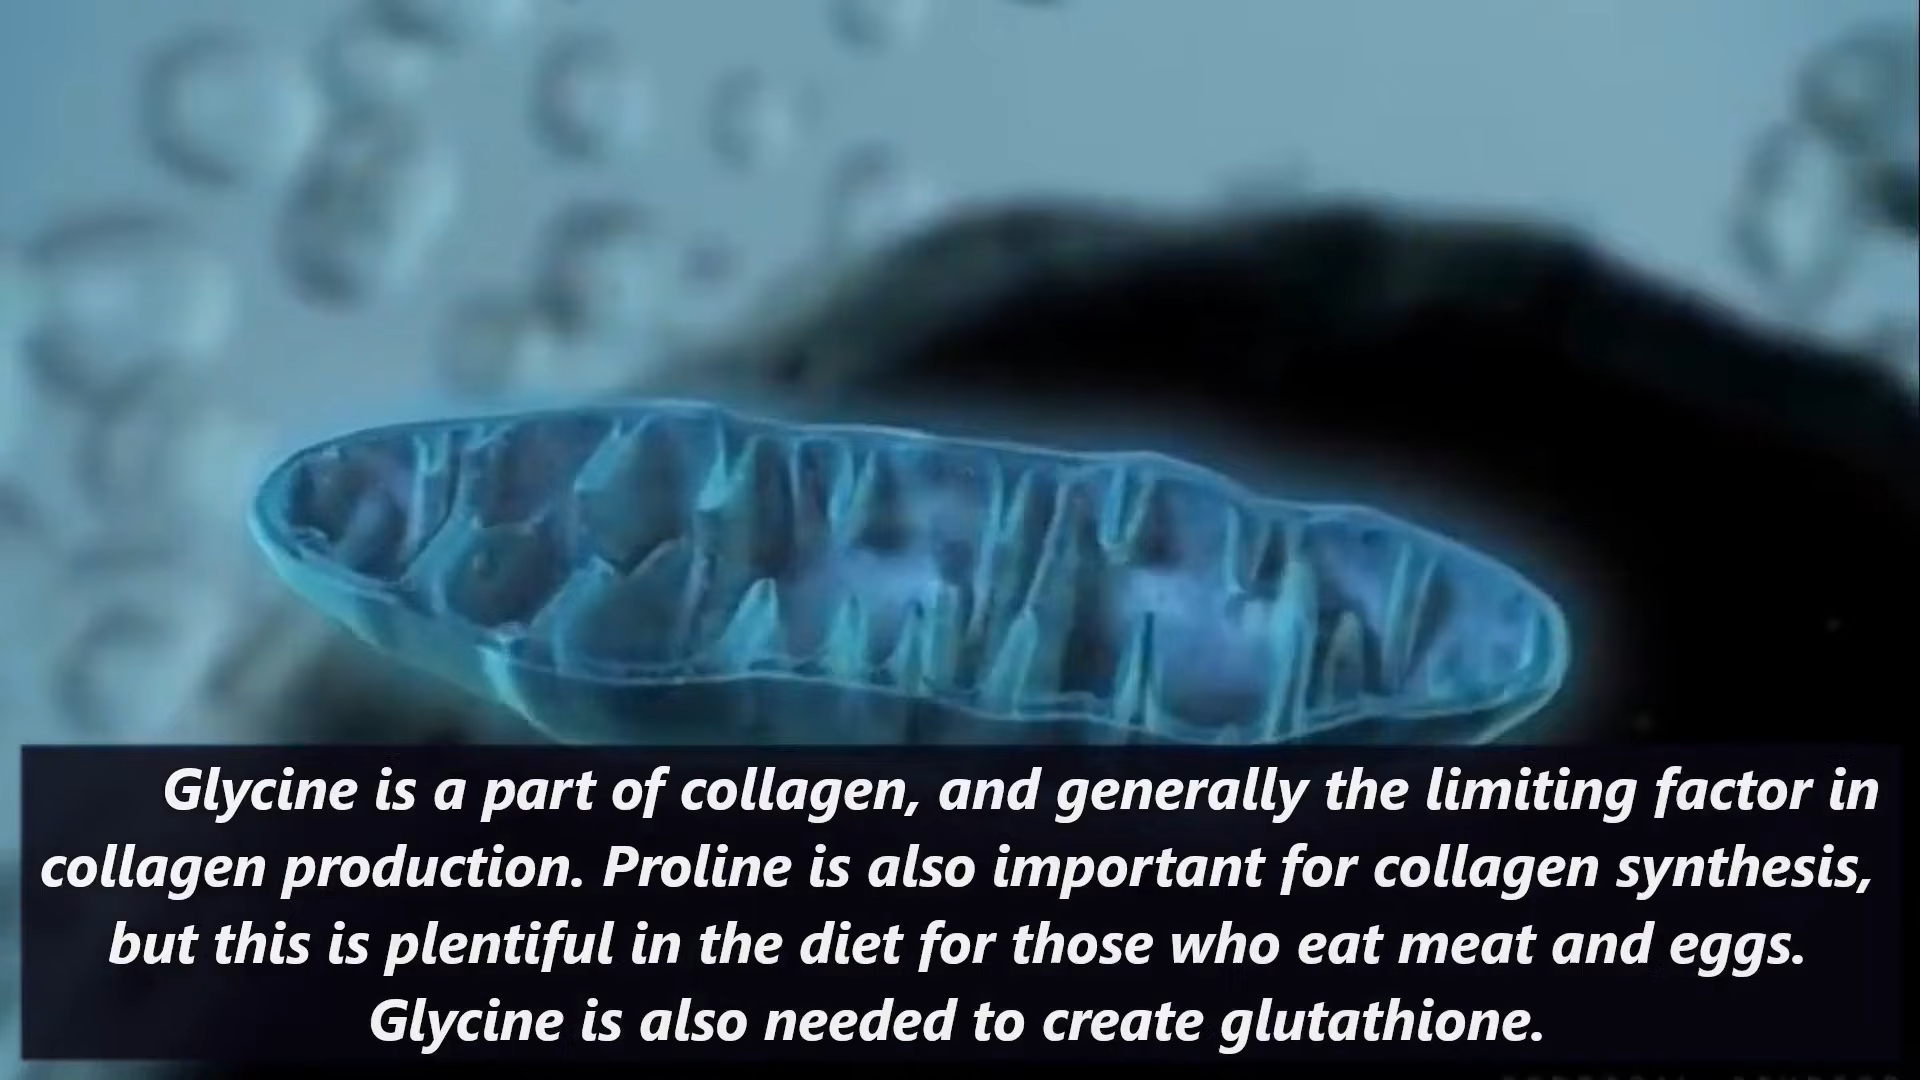 Glycine is a part of collagen, and generally the limiting factor in
collagen production. Proline is also important for collagen synthesis,
but this is plentiful in the diet for those who eat meat and eggs.
Glycine is also needed to create glutathione.